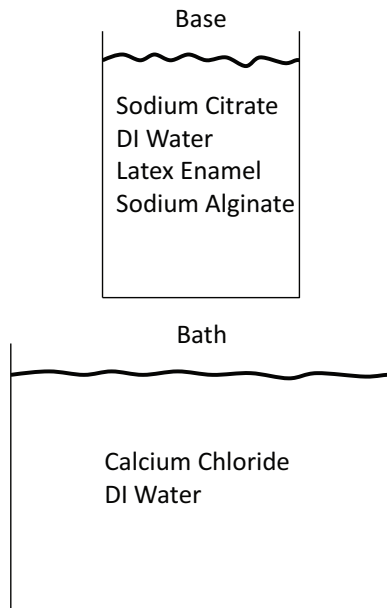 Base
Sodium Citrate
DI Water
Latex Enamel
Sodium Alginate
Bath
Calcium Chloride
DI Water